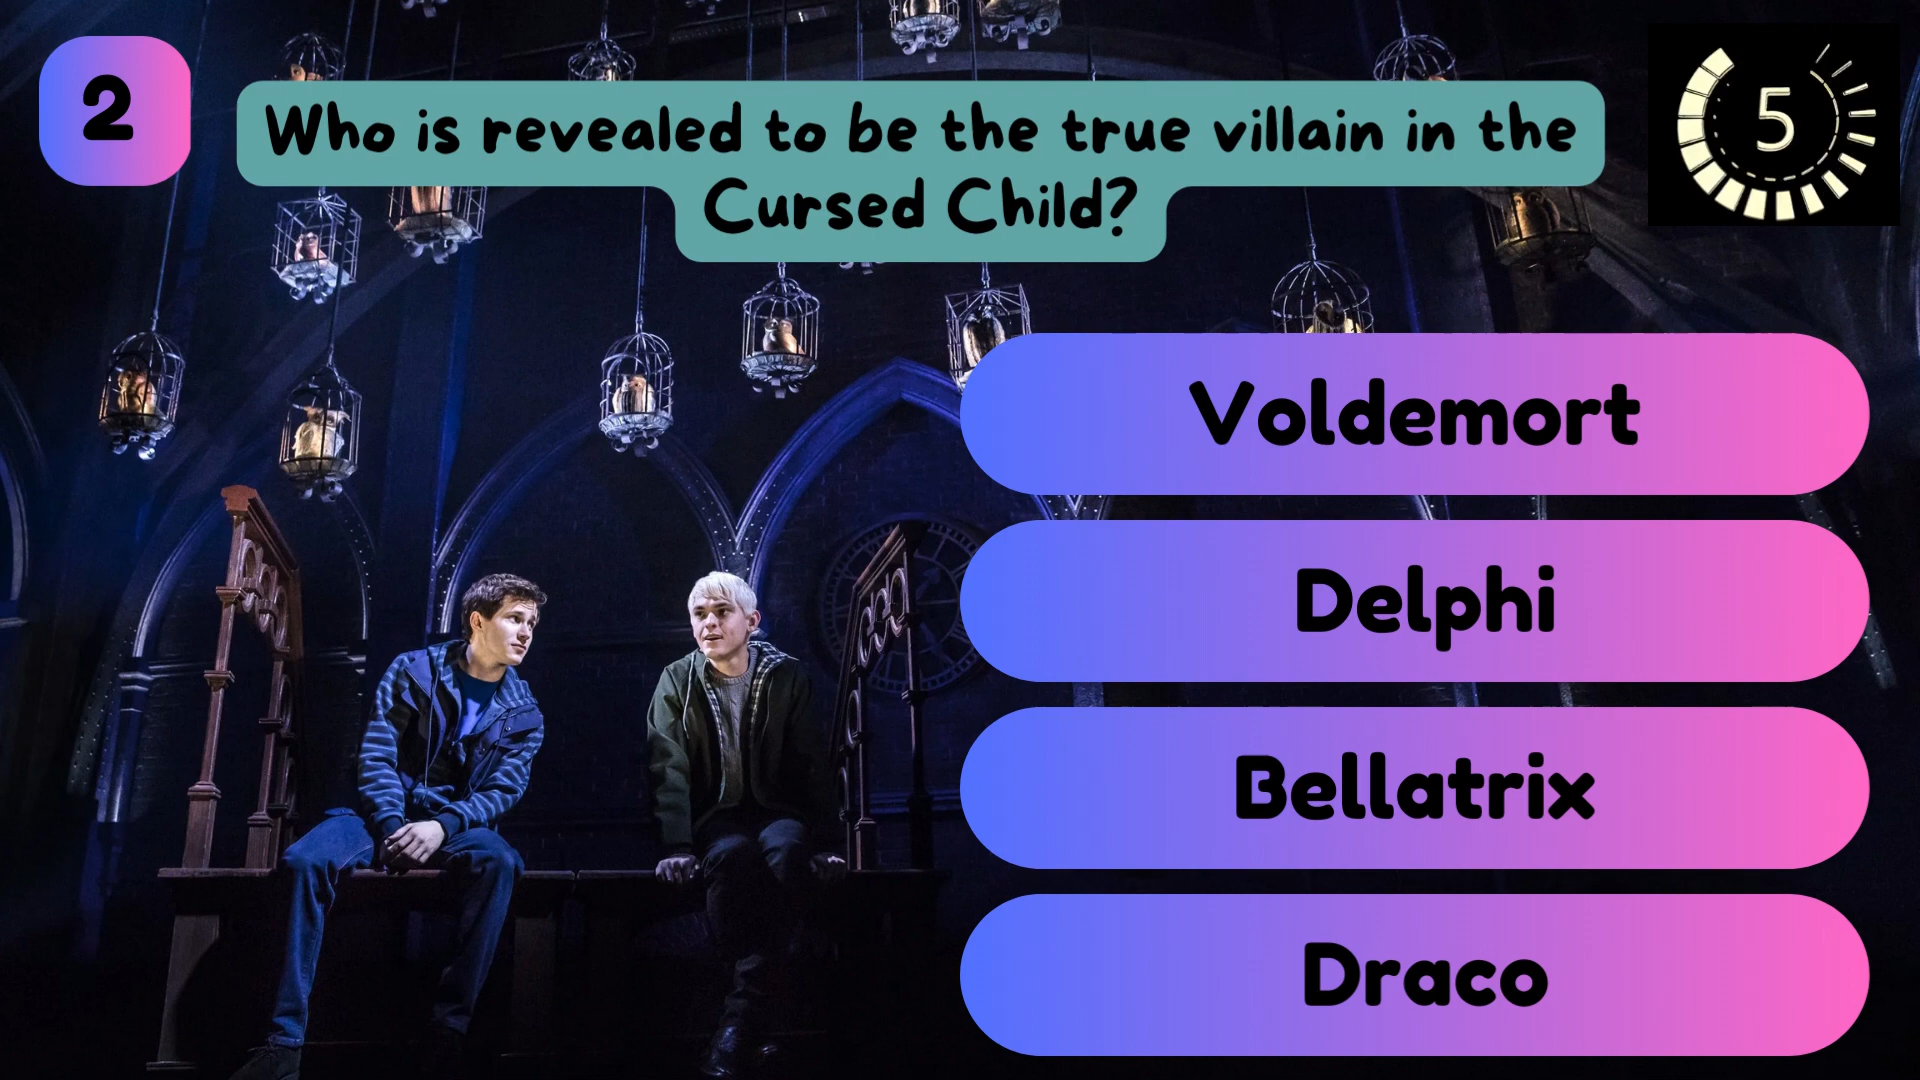 2
Who is revealed to be the true villain in the
Cursed Child?
5
Voldemort
Delphi
Bellatrix
Draco